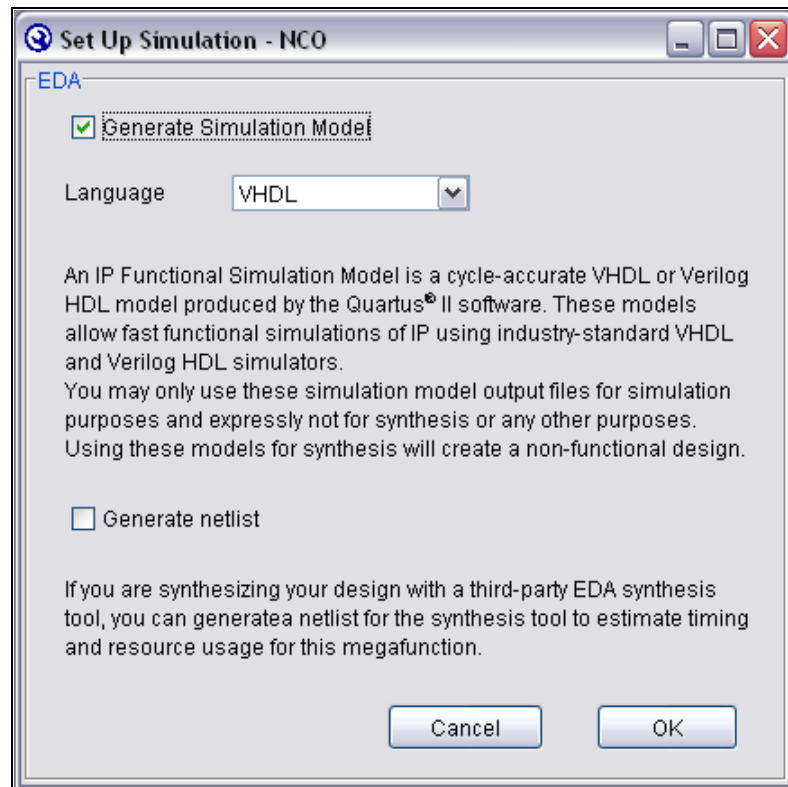 Set Up Simulation - NCO
EDA
Generate Simulation Model
Language VHDL
An IP Functional Simulation Model is a cycle-accurate VHDL or Verilog
HDL model produced by the Quartus® II software. These models
allow fast functional simulations of IP using industry-standard VHDL
and Verilog HDL simulators.
You may only use these simulation model output files for simulation
purposes and expressly not for synthesis or any other purposes.
Using these models for synthesis will create a non-functional design.
Generate netlist
If you are synthesizing your design with a third-party EDA synthesis
tool, you can generatea netlist for the synthesis tool to estimate timing
and resource usage for this megafunction.
Cancel OK